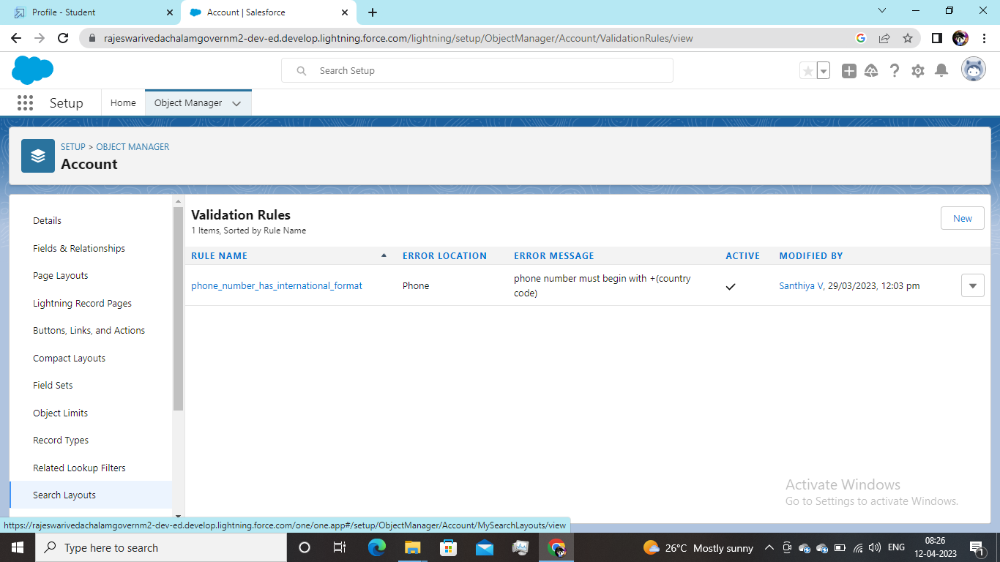 Profile - Student
Account | Salesforce
rajeswarivedachalamgovernm2-dev-ed.develop.lightning.force.com/lightning/setup/ObjectManager/Account/ValidationRules/view
Search Setup
Setup
Home
Object Manager
SETUP > OBJECT MANAGER
Account
Details
Fields & Relationships
Page Layouts
Lightning Record Pages
Buttons, Links, and Actions
Compact Layouts
Field Sets
Object Limits
Record Types
Related Lookup Filters
Search Layouts
Validation Rules
1 Items, Sorted by Rule Name
New
RULE NAME ERROR LOCATION ERROR MESSAGE ACTIVE MODIFIED BY
phone_number_has_international_format Phone phone number must begin with +(country
code)
Santhiya V, 29/03/2023, 12:03 pm
Activate Windows
Go to Settings to activate Windows.
https://rajeswarivedachalamgovernm2-dev-ed.develop.lightning.force.com/one/one.app#/setup/ObjectManager/Account/MySearchLayouts/view
Type here to search
26°C Mostly sunny
ENG
08:26
12-04-2023
1